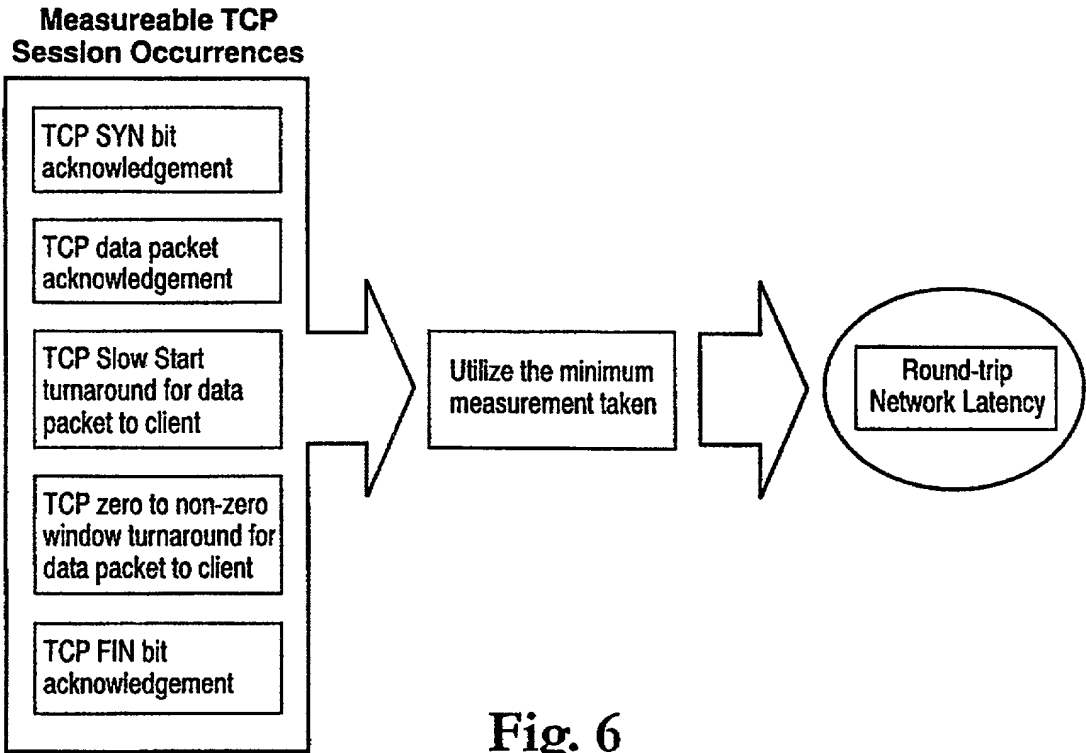 Measureable TCP
Session Occurrences
TCP SYN bit
acknowledgement
TCP data packet
acknowledgement
TCP Slow Start
turnaround for data
packet to client
TCP zero to non-zero
window turnaround for
data packet to client
TCP FIN bit
acknowledgement
Utilize the minimum
measurement taken
Round-trip
Network Latency
Fig. 6